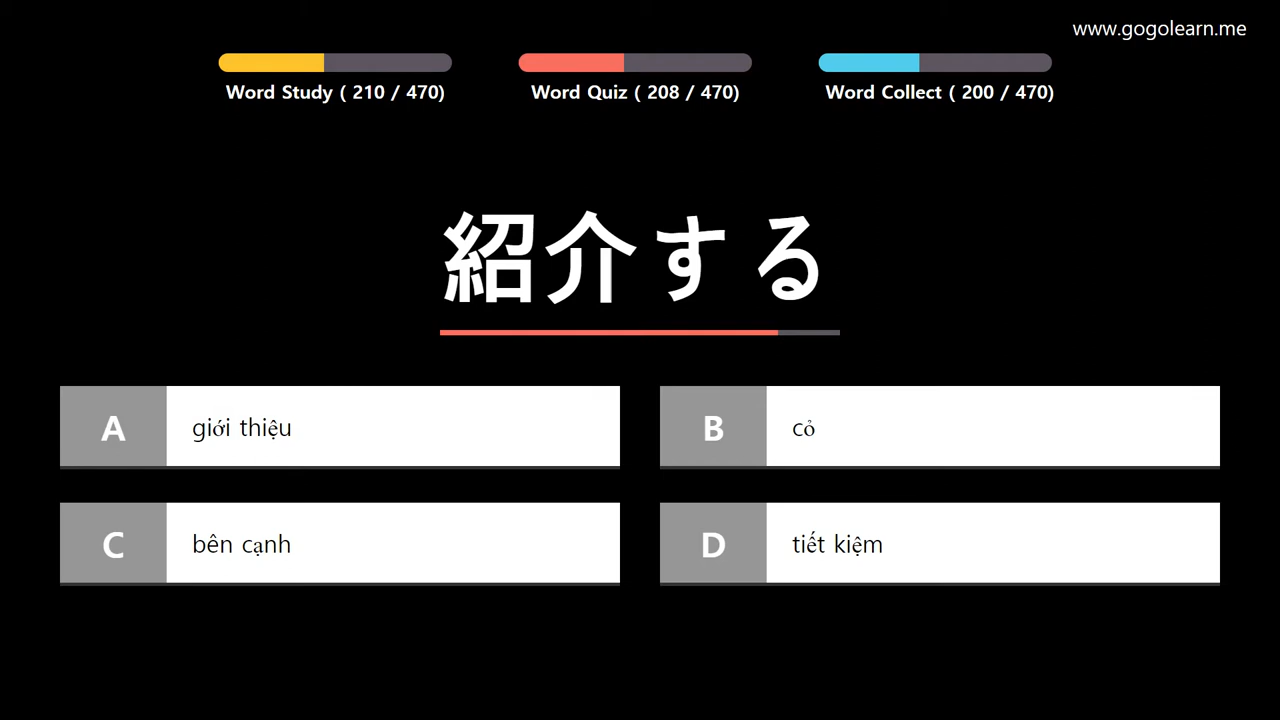 www.gogolearn.me
Word Study ( 210 / 470)
Word Quiz ( 208 / 470)
Word Collect ( 200 / 470)
紹介する
A giới thiệu
B cỏ
C bên cạnh
D tiết kiệm